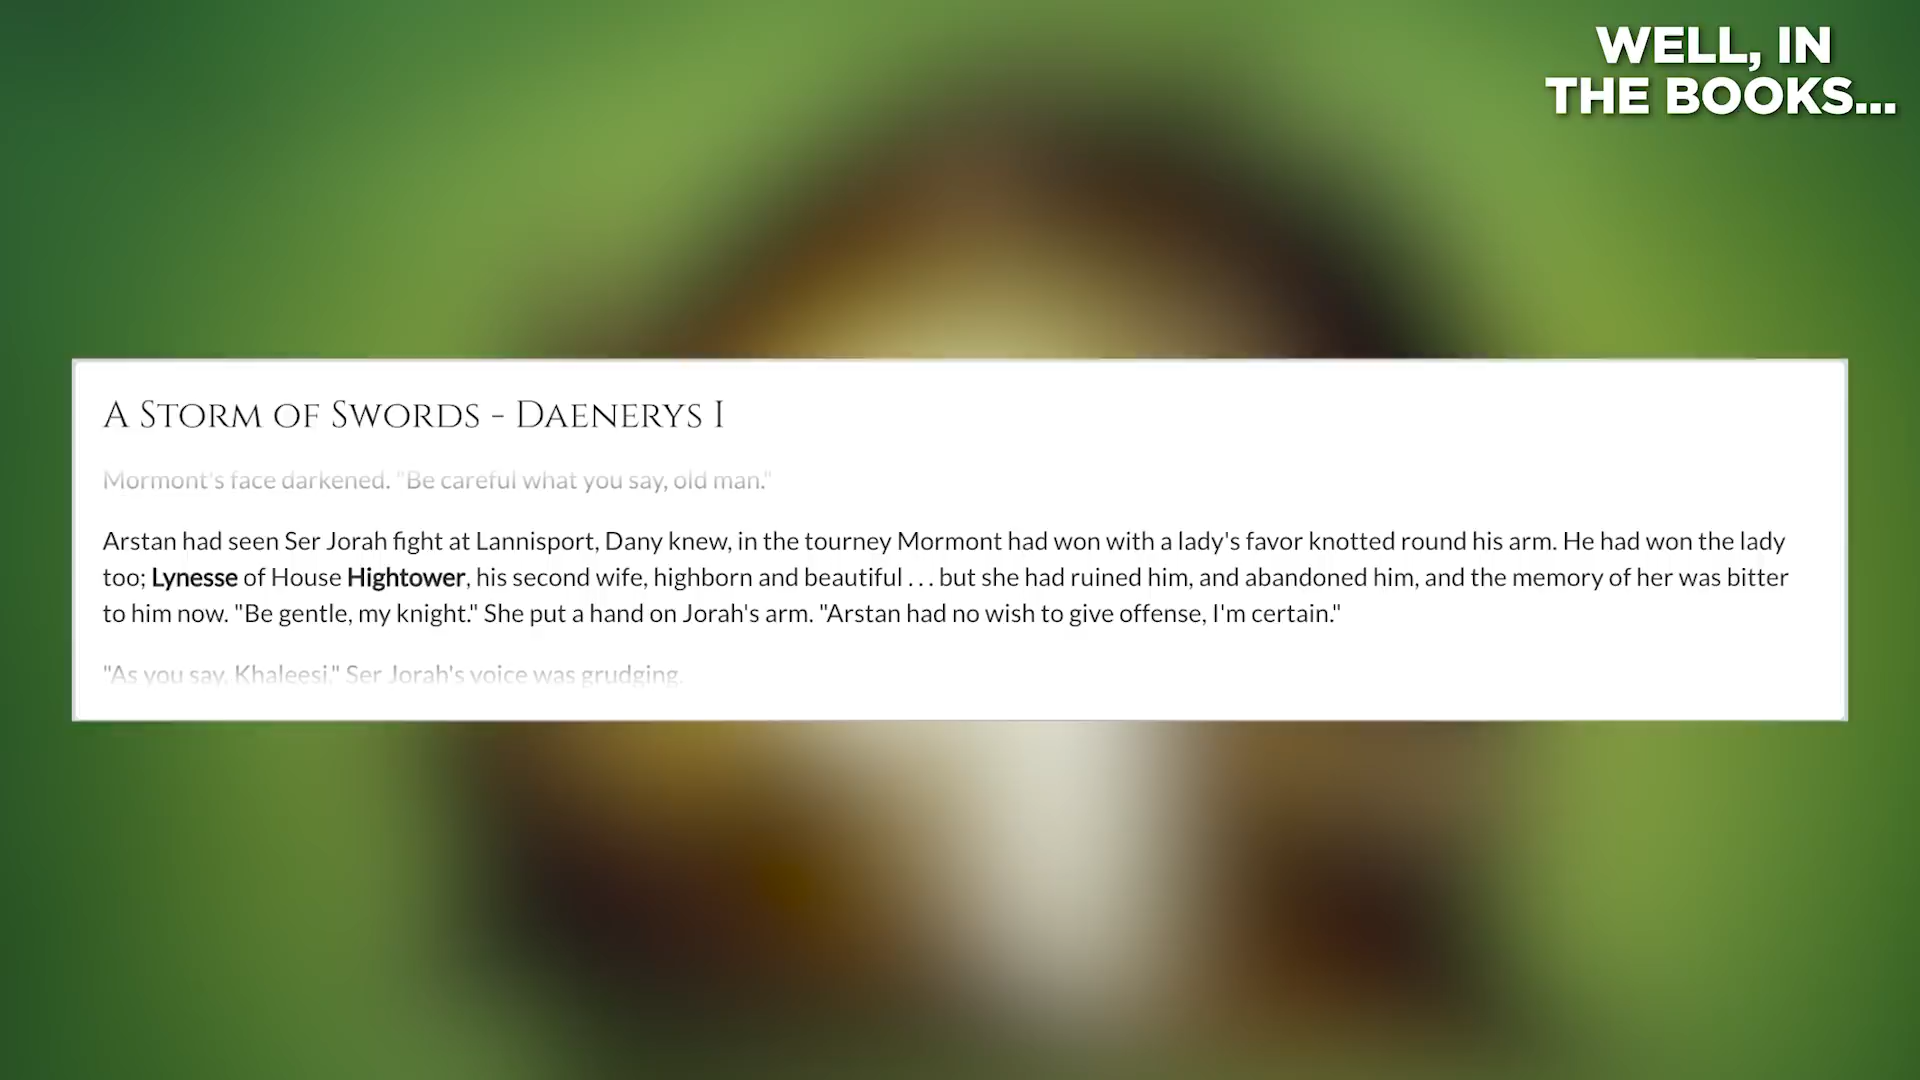 WELL, IN
THE BOOKS...
A Storm of Swords - Daenerys I
Mormont's face darkened. "Be careful what you say, old man."
Arstan had seen Ser Jorah fight at Lannisport, Dany knew, in the tourney Mormont had won with a lady's favor knotted round his arm. He had won the lady
too; Lynesse of House Hightower, his second wife, highborn and beautiful . . . but she had ruined him, and abandoned him, and the memory of her was bitter
to him now. "Be gentle, my knight." She put a hand on Jorah's arm. "Arstan had no wish to give offense, I'm certain."
"As you say, Khaleesi." Ser Jorah's voice was grudging.